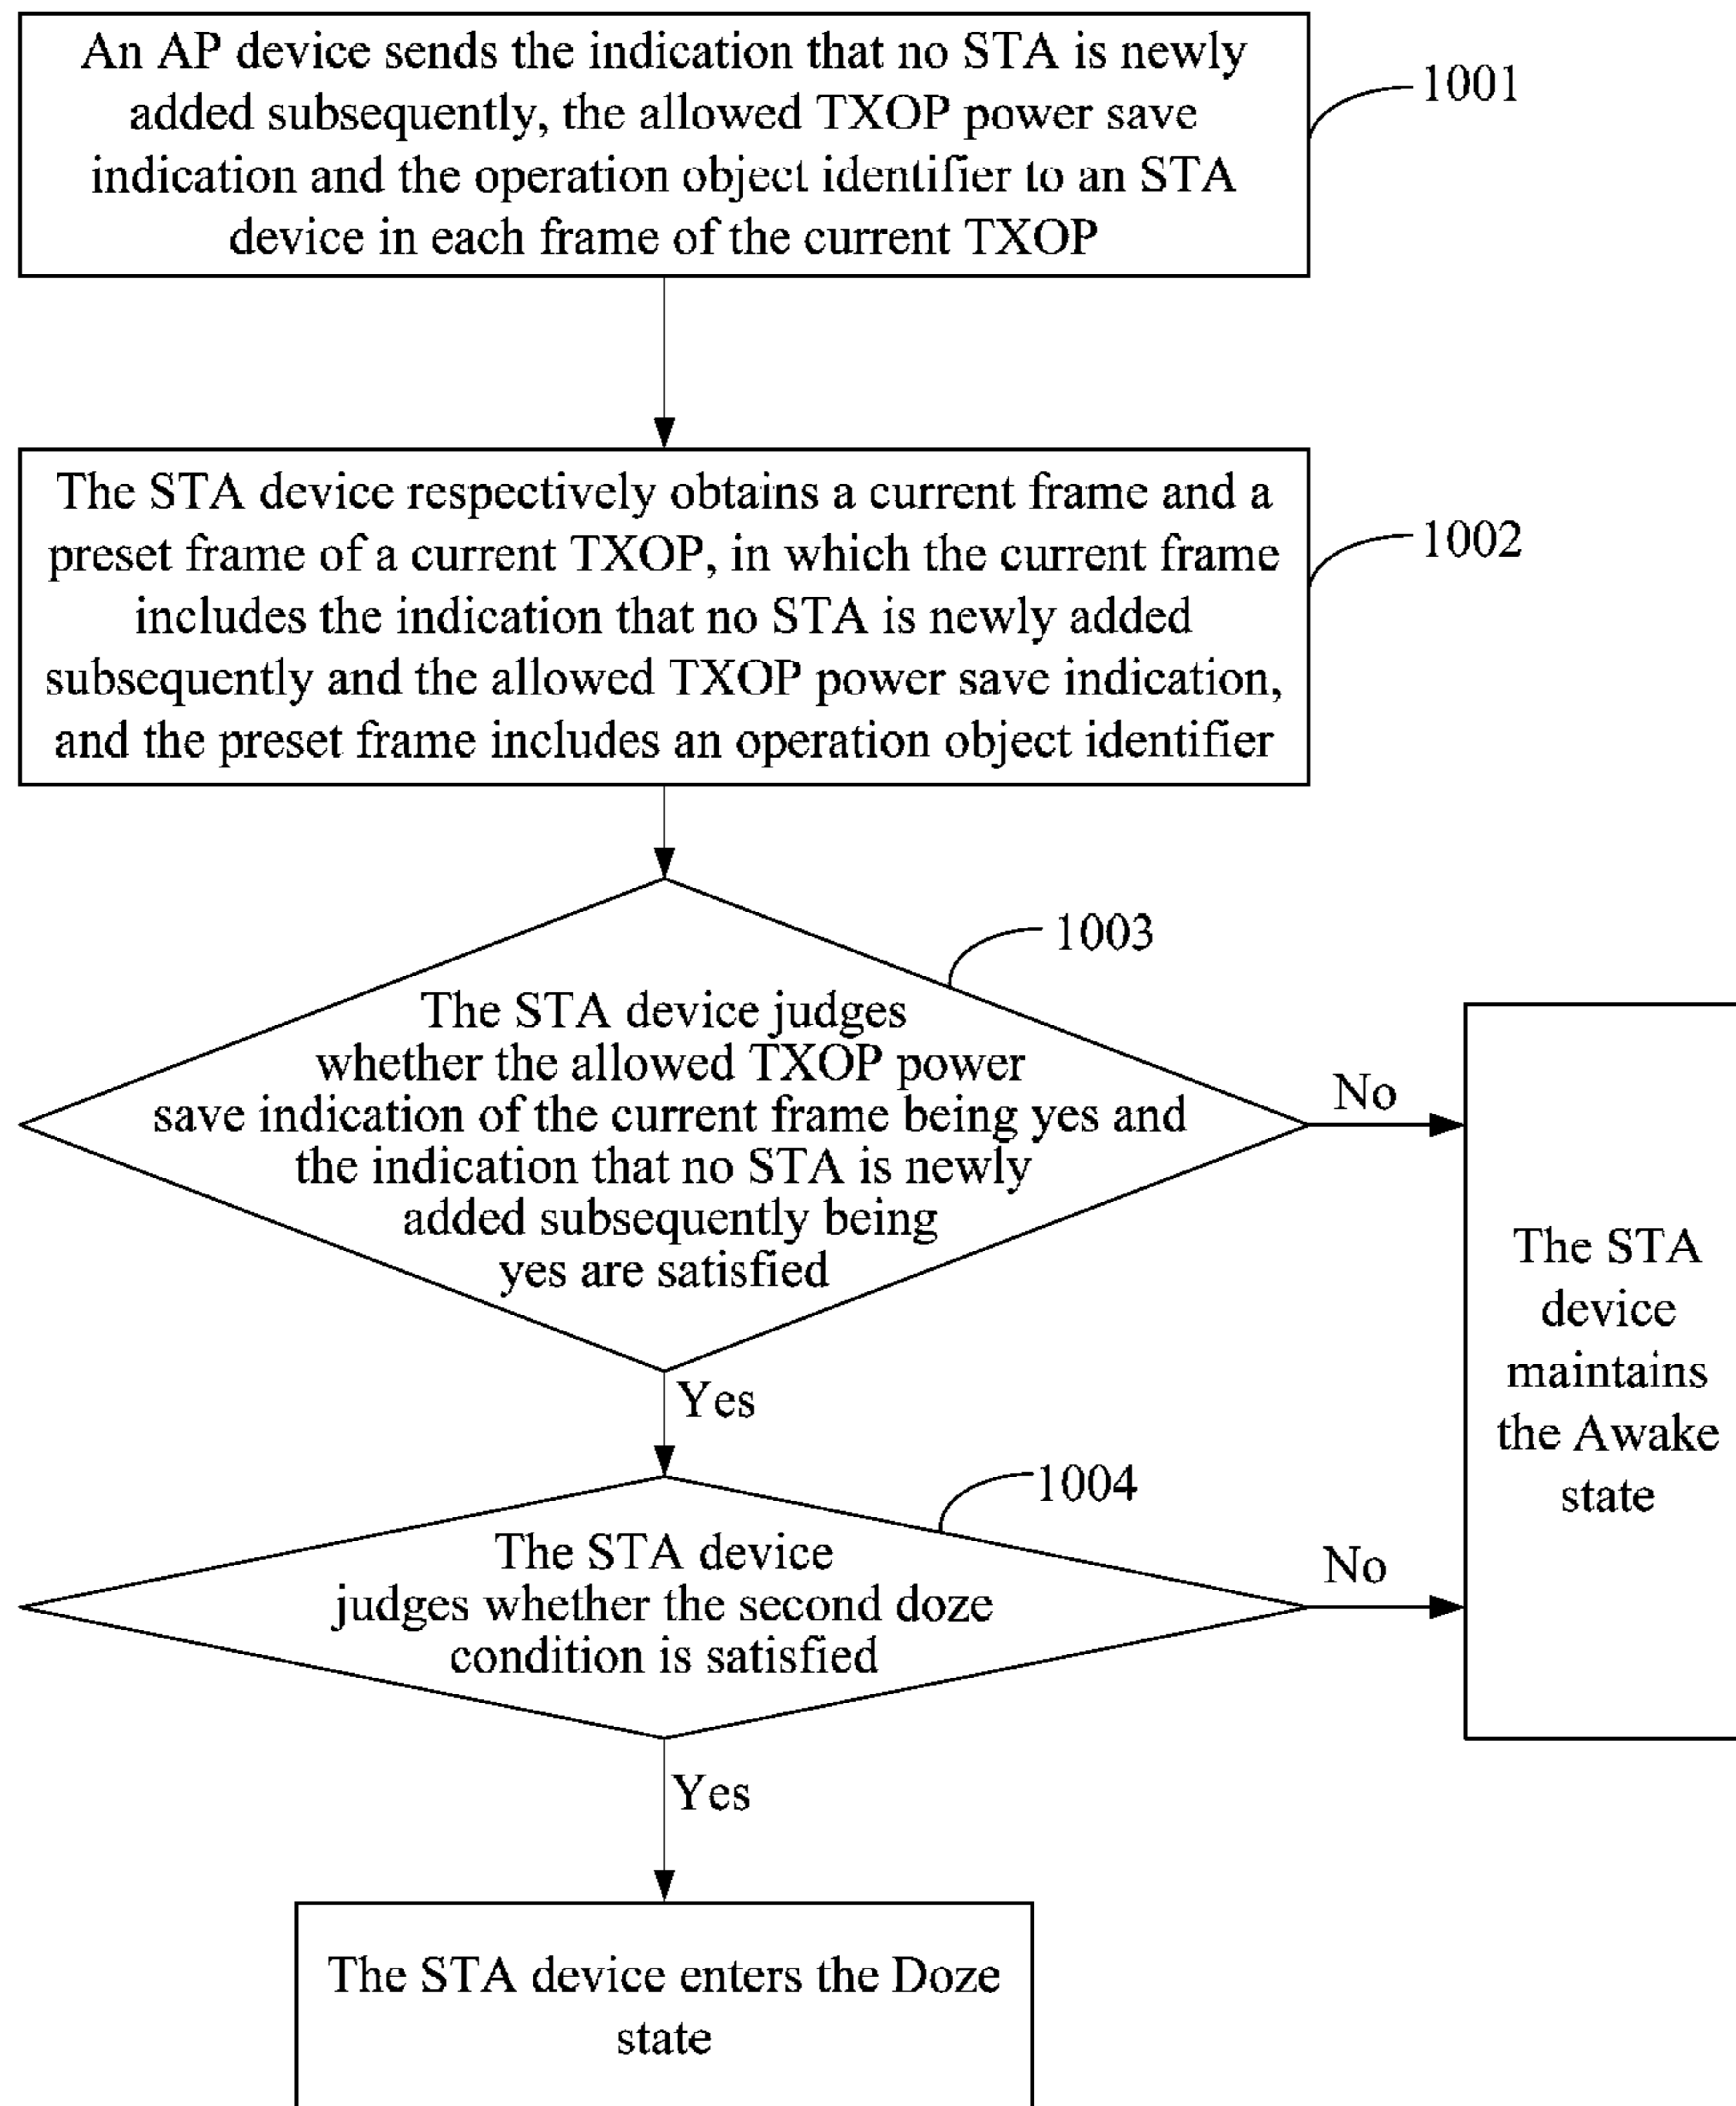 An AP device sends the indication that no STA is newly
added subsequently, the allowed TXOP power save
indication and the operation object identifier to an STA
device in each frame of the current TXOP
1001
The STA device respectively obtains a current frame and a
preset frame of a current TXOP, in which the current frame
includes the indication that no STA is newly added
subsequently and the allowed TXOP power save indication,
and the preset frame includes an operation object identifier
1002
1003
The STA device judges
whether the allowed TXOP power
save indication of the current frame being yes and
the indication that no STA is newly
added subsequently being
yes are satisfied
No
The STA
device
maintains
the Awake
state
Yes
1004
The STA device
judges whether the second doze
condition is satisfied
No
Yes
The STA device enters the Doze
state